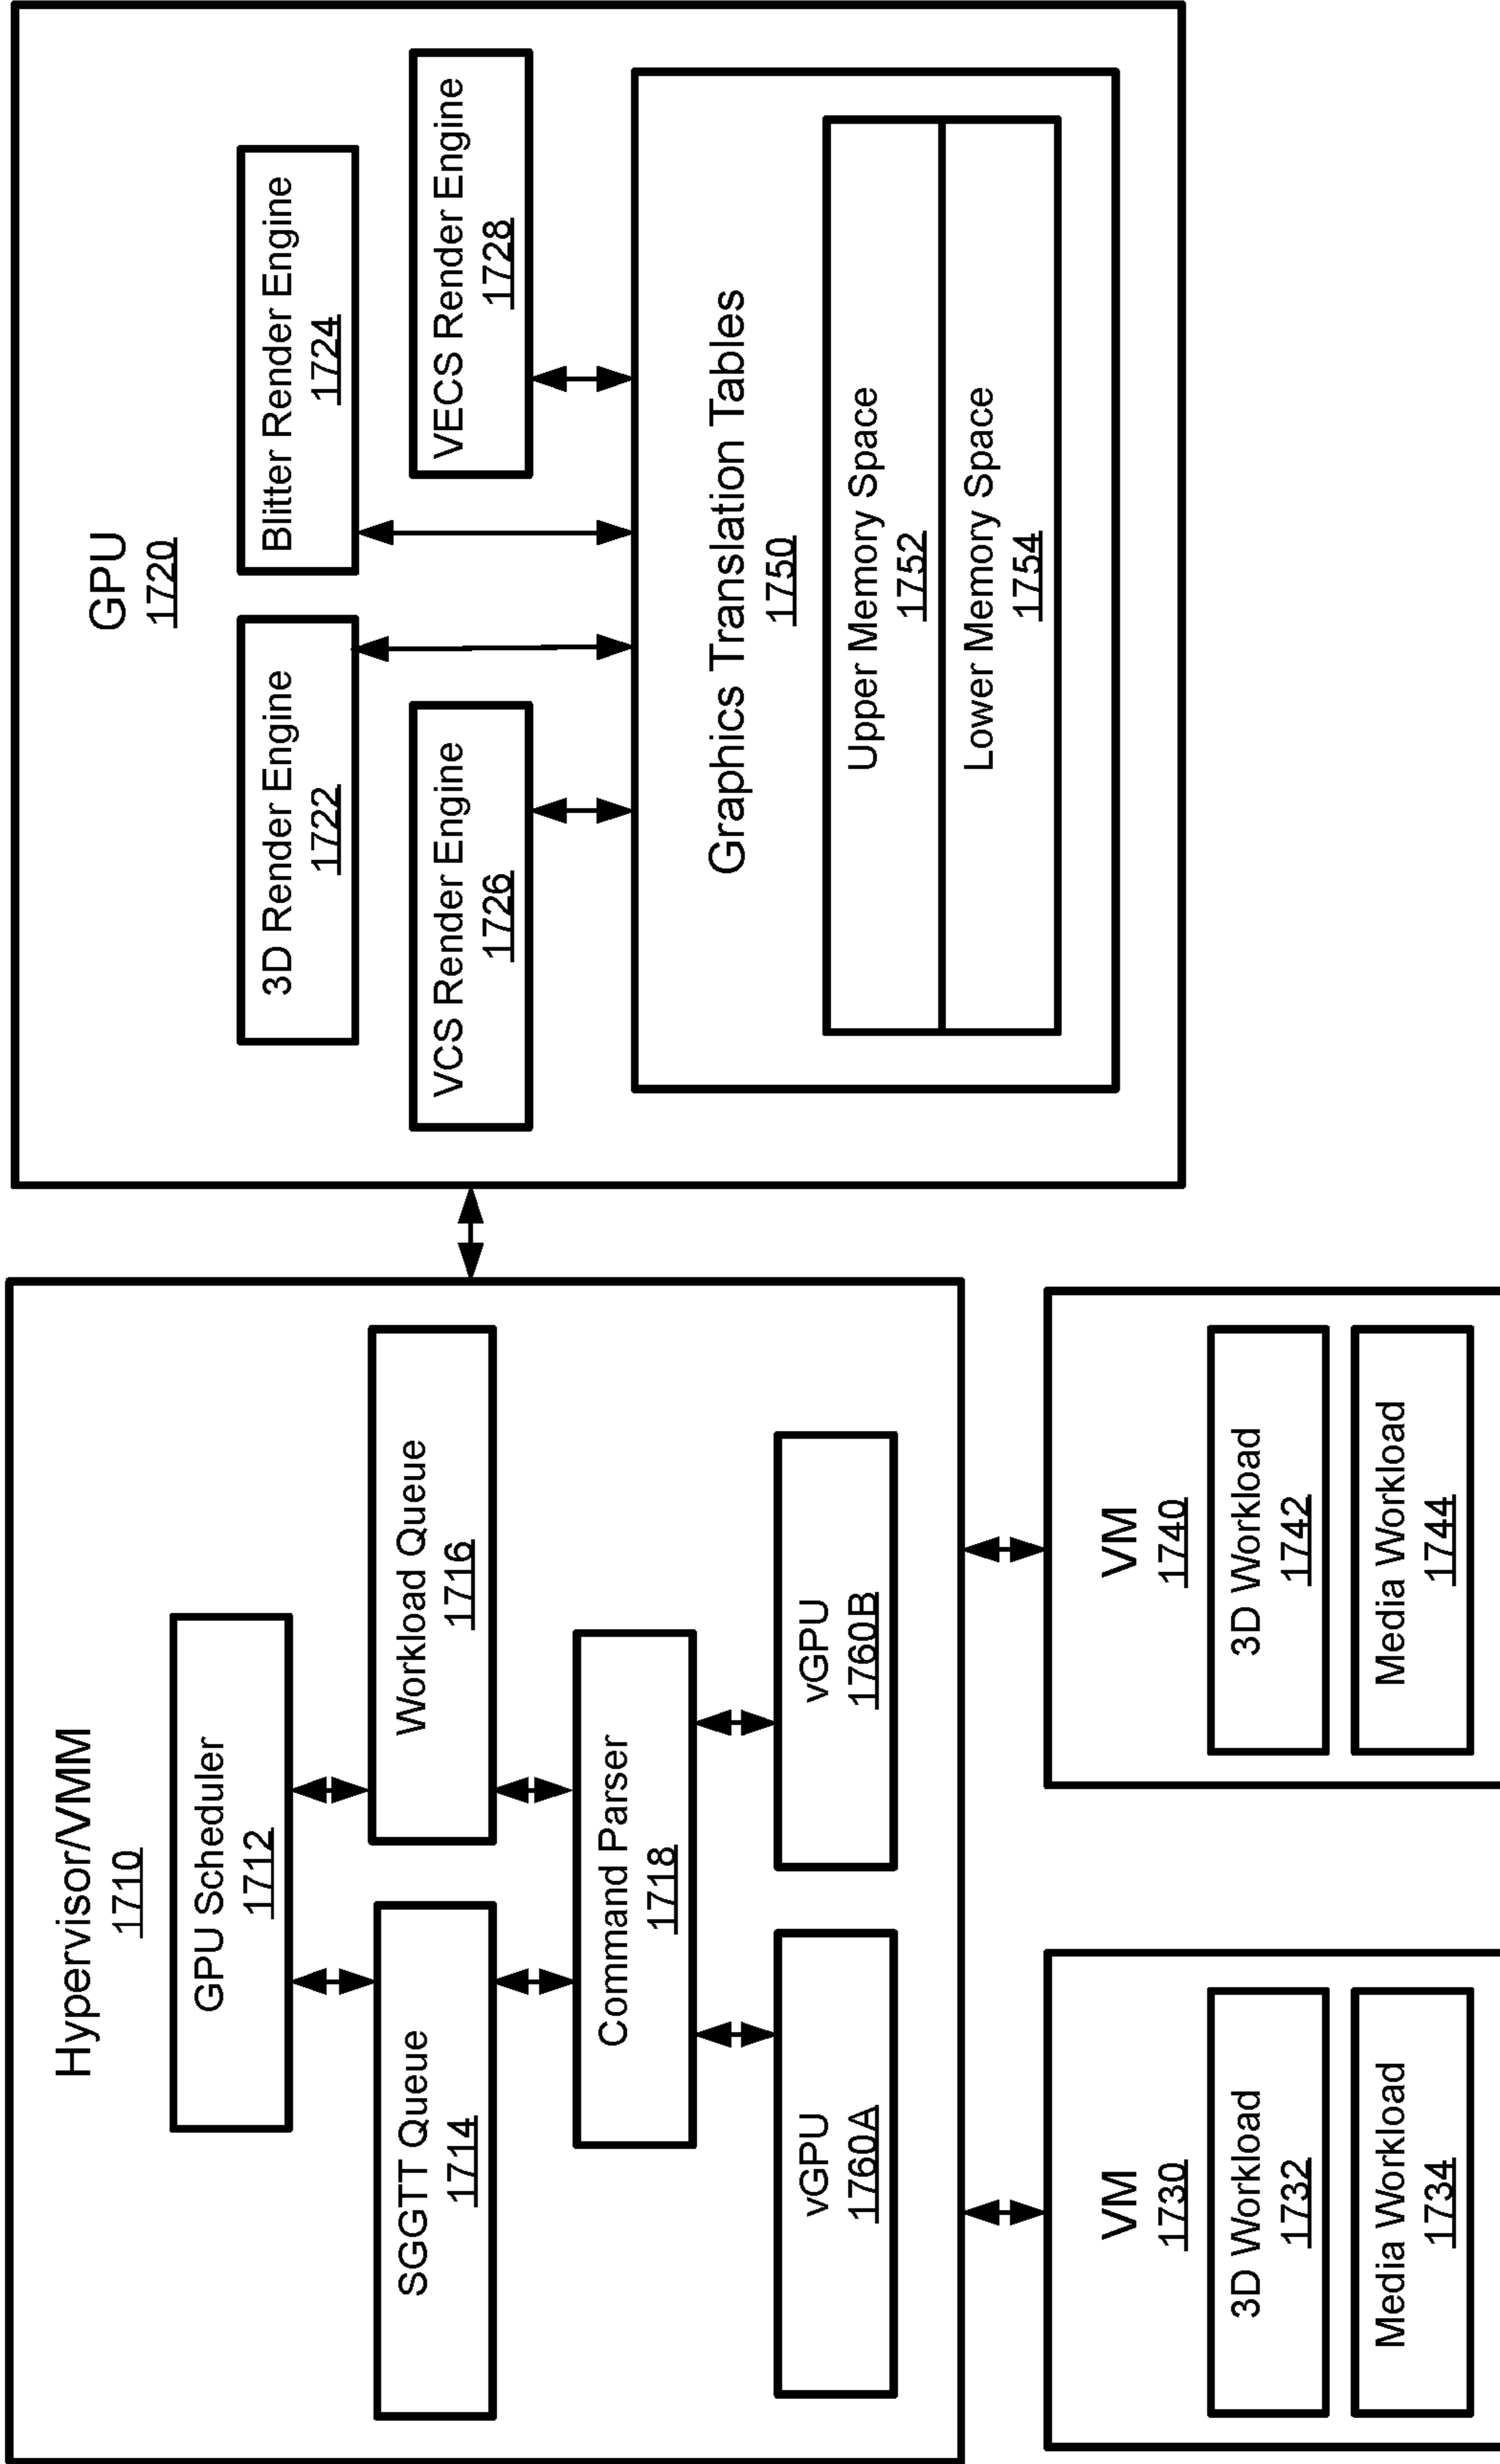 Hypervisor/VMM
1710
GPU Scheduler
1712
SGGTT Queue
1714
Workload Queue
1716
Command Parser
1718
vGPU
1760A
vGPU
1760B
VM
1730
3D Workload
1732
Media Workload
1734
VM
1740
3D Workload
1742
Media Workload
1744
GPU
1720
3D Render Engine
1722
Blitter Render Engine
1724
VCS Render Engine
1726
VECS Render Engine
1728
Graphics Translation Tables
1750
Upper Memory Space
1752
Lower Memory Space
1754